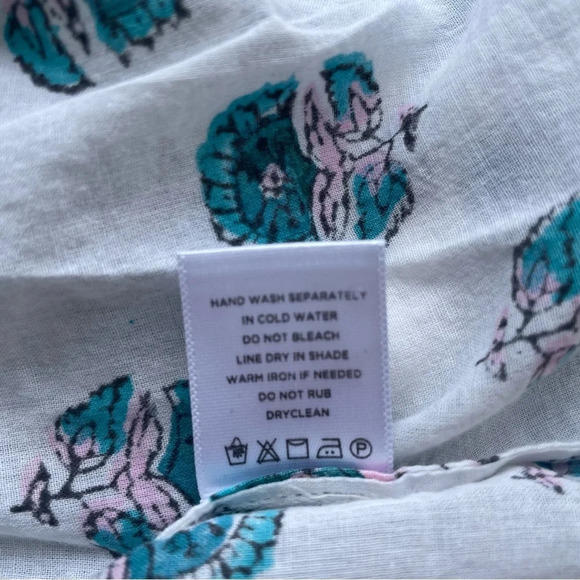 HAND WASH SEPARATELY
IN COLD WATER
DO NOT BLEACH
LINE DRY IN SHADE
WARM IRON IF NEEDED
DO NOT RUB
DRYCLEAN
P